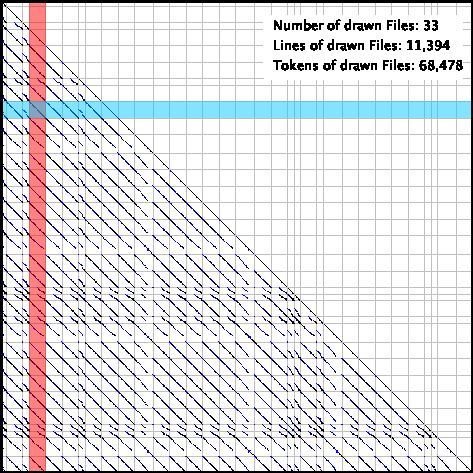 Number of drawn Files: 33
Lines of drawn Files: 11,394
Tokens of drawn Files: 68,478